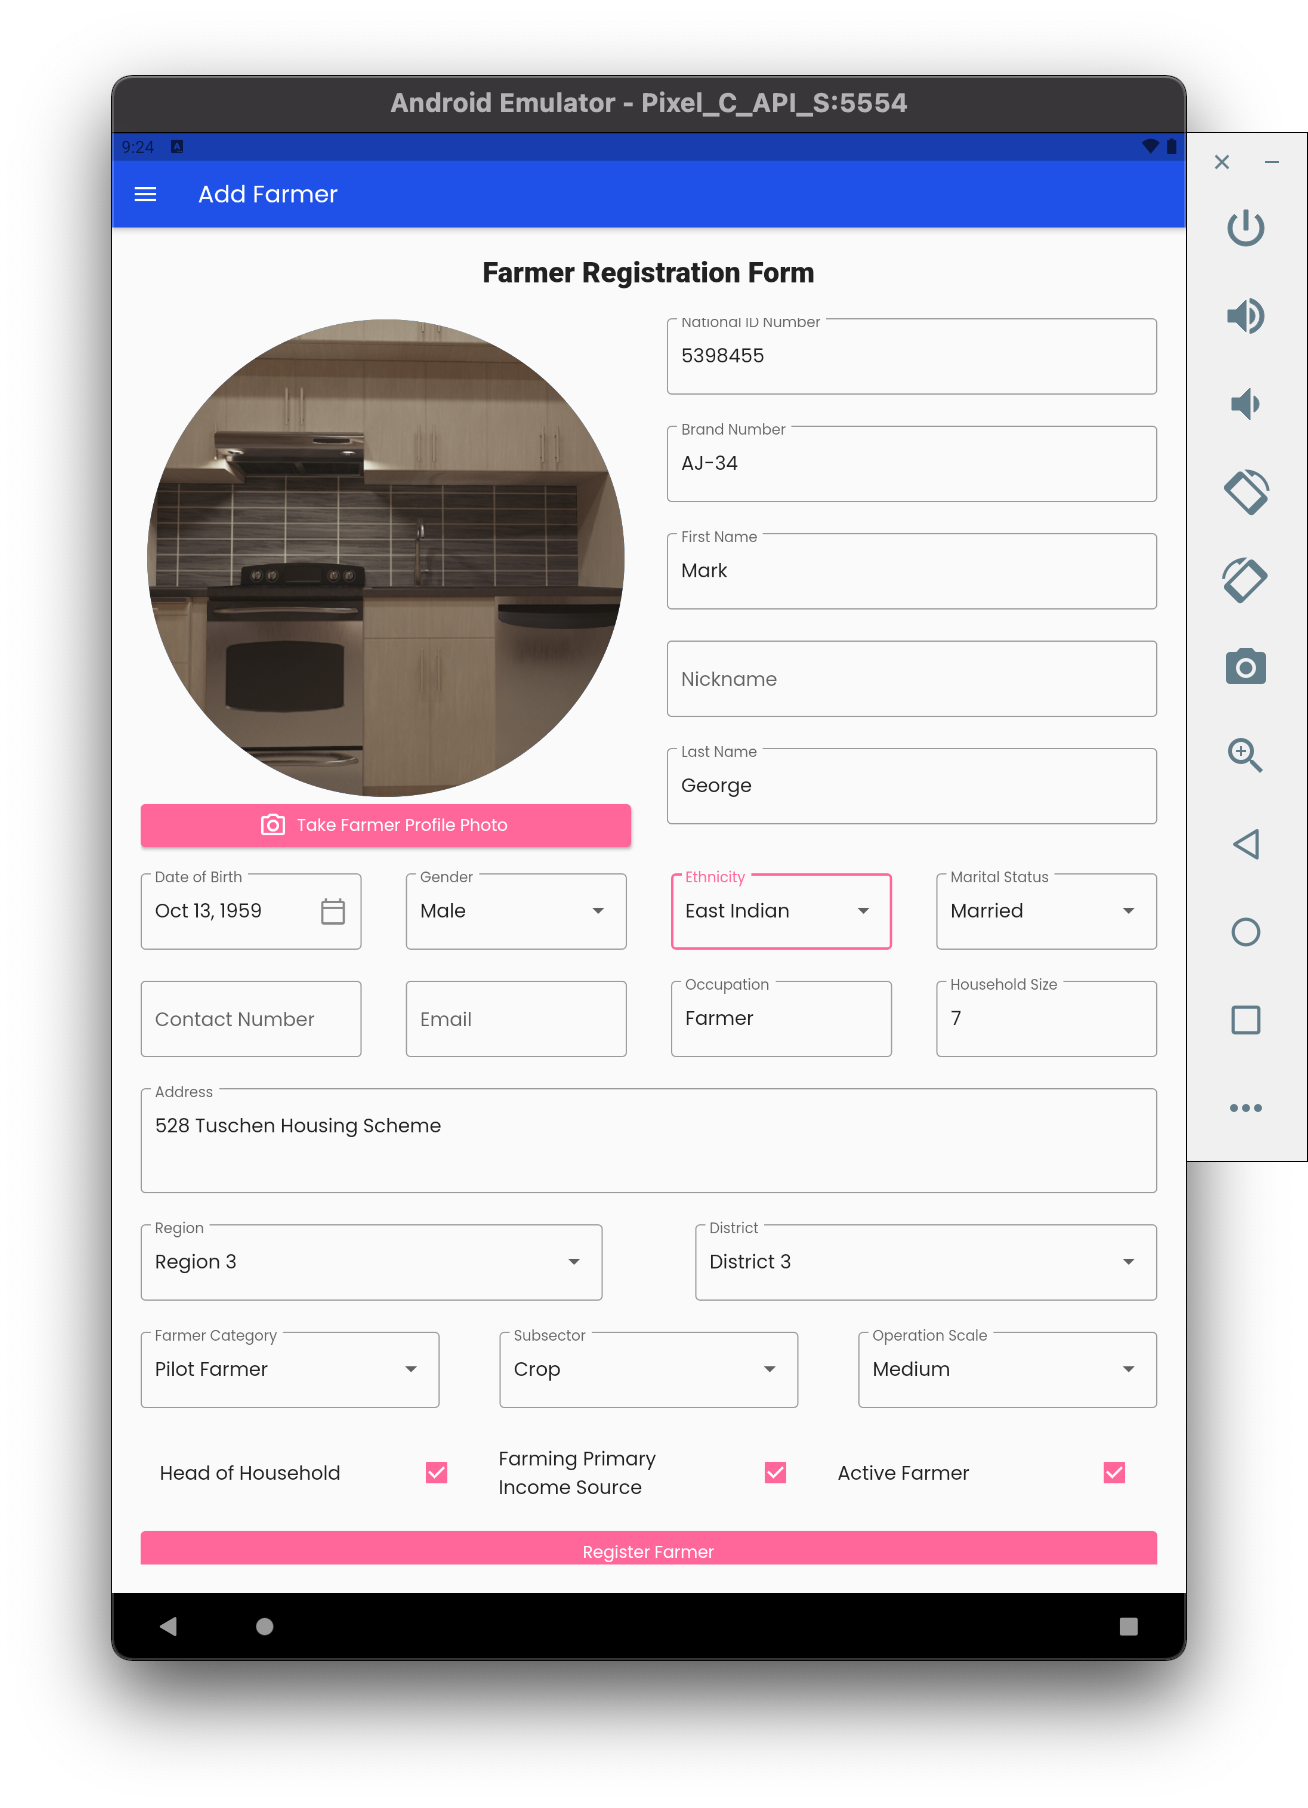 Android Emulator - Pixel_C_API_S:5554
9:24
A
Add Farmer
Farmer Registration Form
National ID Number
5398455
Brand Number
AJ-34
First Name
Mark
Nickname
Last Name
George
Take Farmer Profile Photo
Date of Birth
Oct 13, 1959
Gender
Male
Ethnicity
East Indian
Marital Status
Married
Contact Number
Email
Occupation
Farmer
Household Size
7
Address
528 Tuschen Housing Scheme
Region
Region 3
District
District 3
Farmer Category
Pilot Farmer
Subsector
Crop
Operation Scale
Medium
Head of Household
Farming Primary
Income Source
Active Farmer
Register Farmer